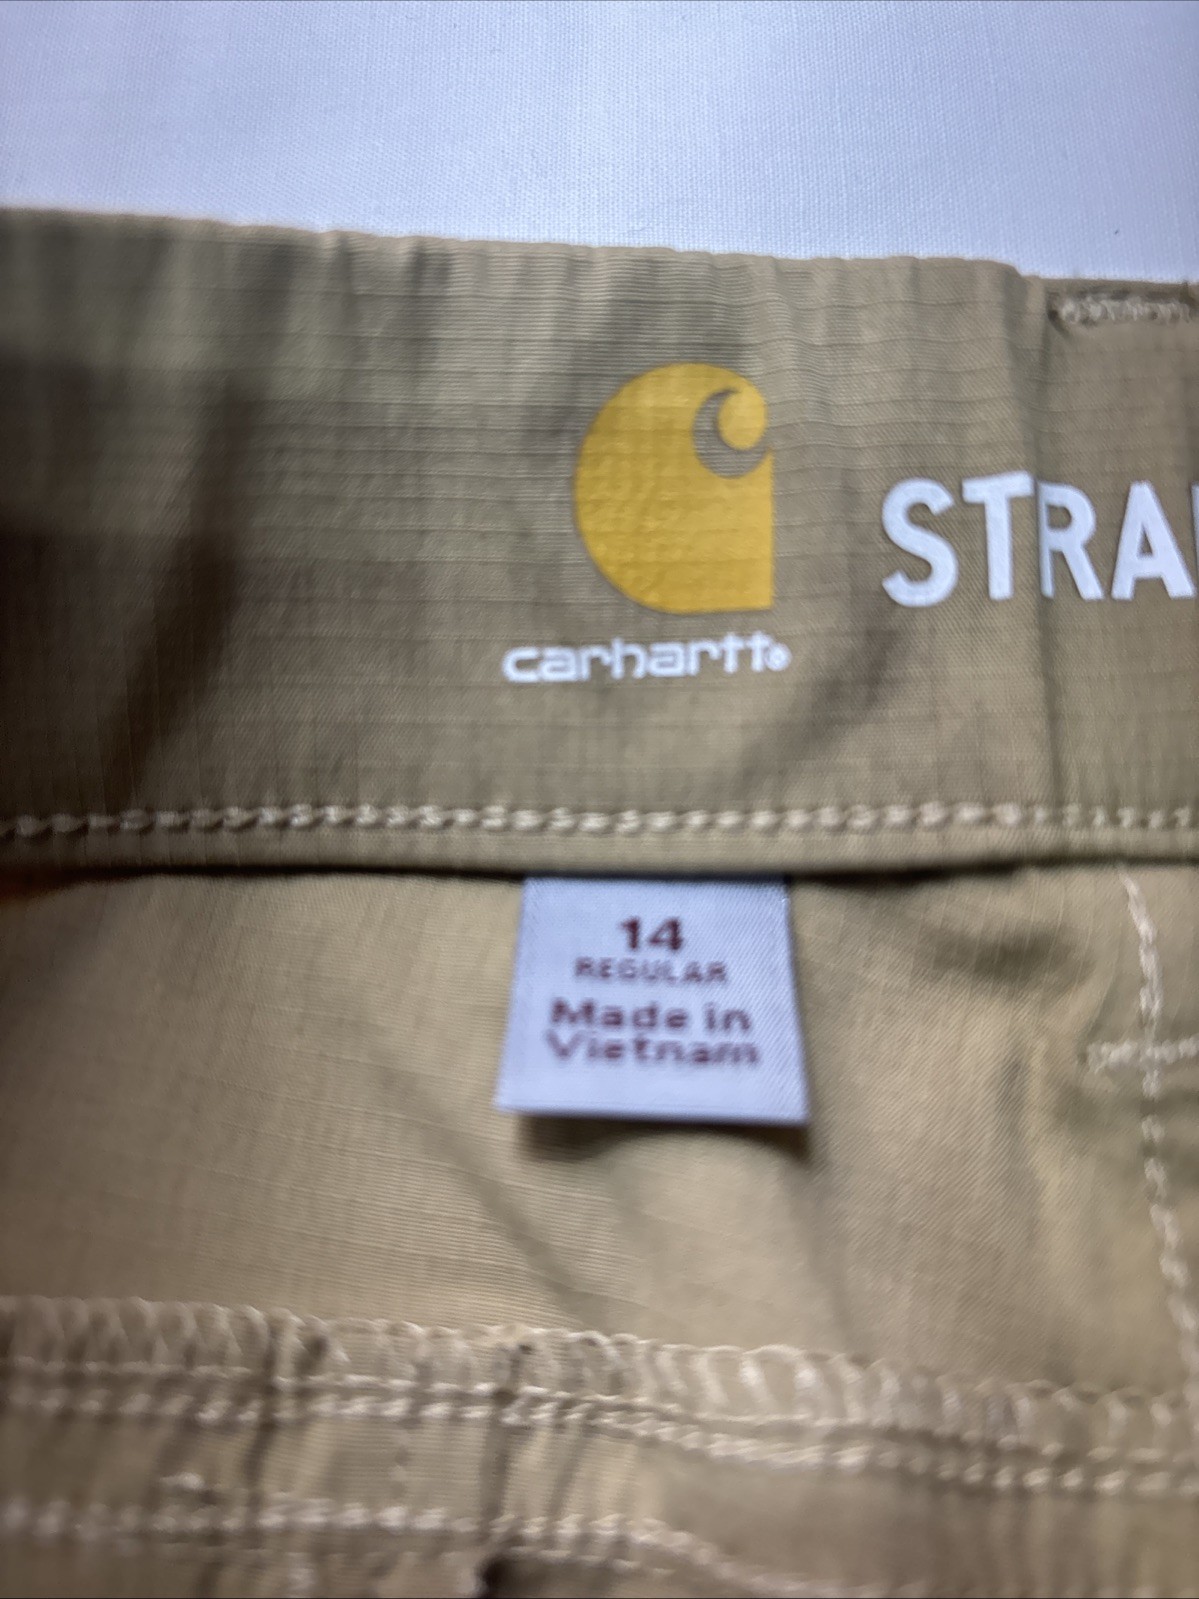 carhartt®
STRA
14
REGULAR
Made in
Vietnam